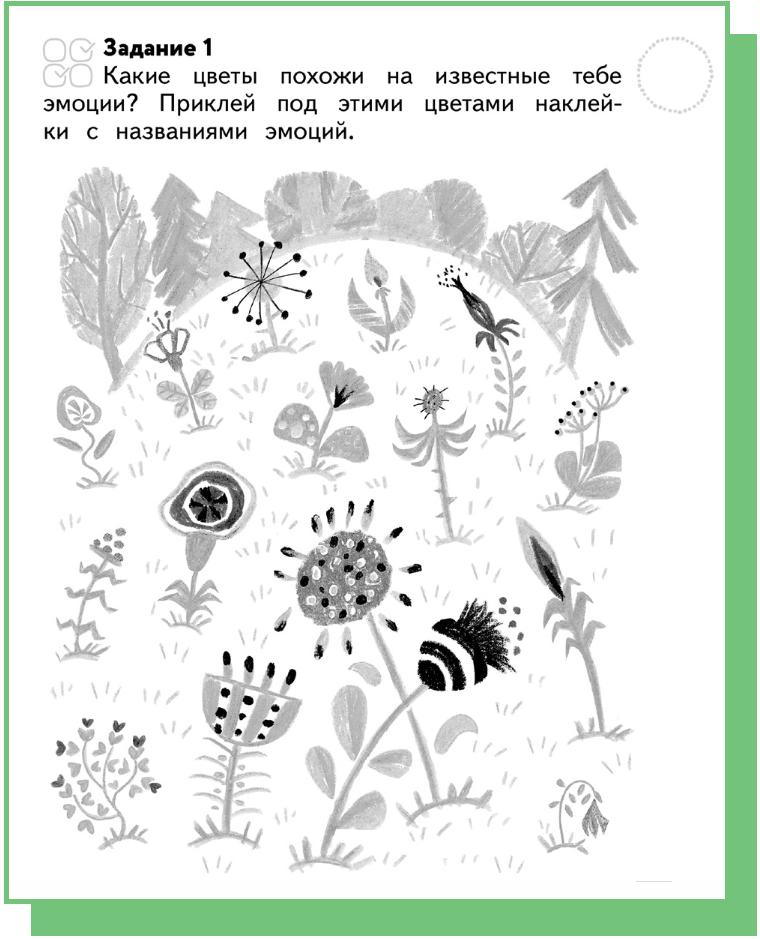 Задание 1
Какие цветы похожи на известные тебе
эмоции? Приклей под этими цветами наклей-
ки с названиями эмоций.